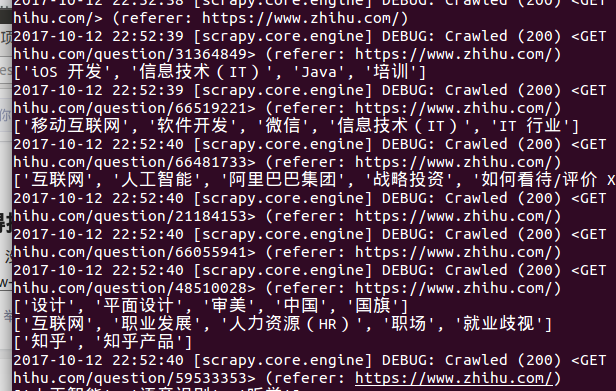 2017-10-12 22:52:38 [scrapy.core.engine] DEBUG: Crawled (200) <GET
hihu.com/> (referer: https://www.zhihu.com/)
2017-10-12 22:52:39 [scrapy.core.engine] DEBUG: Crawled (200) <GET
hihu.com/question/31364849> (referer: https://www.zhihu.com/)
['iOS 开发', '信息技术（IT）', 'Java', '培训']
2017-10-12 22:52:39 [scrapy.core.engine] DEBUG: Crawled (200) <GET
hihu.com/question/66519221> (referer: https://www.zhihu.com/)
['移动互联网', '软件开发', '微信', '信息技术（IT）', 'IT 行业']
2017-10-12 22:52:40 [scrapy.core.engine] DEBUG: Crawled (200) <GET
hihu.com/question/66481733> (referer: https://www.zhihu.com/)
['互联网', '人工智能', '阿里巴巴集团', '战略投资', '如何看待/评价 X
2017-10-12 22:52:40 [scrapy.core.engine] DEBUG: Crawled (200) <GET
hihu.com/question/21184153> (referer: https://www.zhihu.com/)
2017-10-12 22:52:40 [scrapy.core.engine] DEBUG: Crawled (200) <GET
hihu.com/question/66055941> (referer: https://www.zhihu.com/)
2017-10-12 22:52:40 [scrapy.core.engine] DEBUG: Crawled (200) <GET
hihu.com/question/48510028> (referer: https://www.zhihu.com/)
['设计', '平面设计', '审美', '中国', '国旗']
['互联网', '职业发展', '人力资源（HR）', '职场', '就业歧视']
['知乎', '知乎产品']
2017-10-12 22:52:40 [scrapy.core.engine] DEBUG: Crawled (200) <GET
hihu.com/question/59533353> (referer: https://www.zhihu.com/)